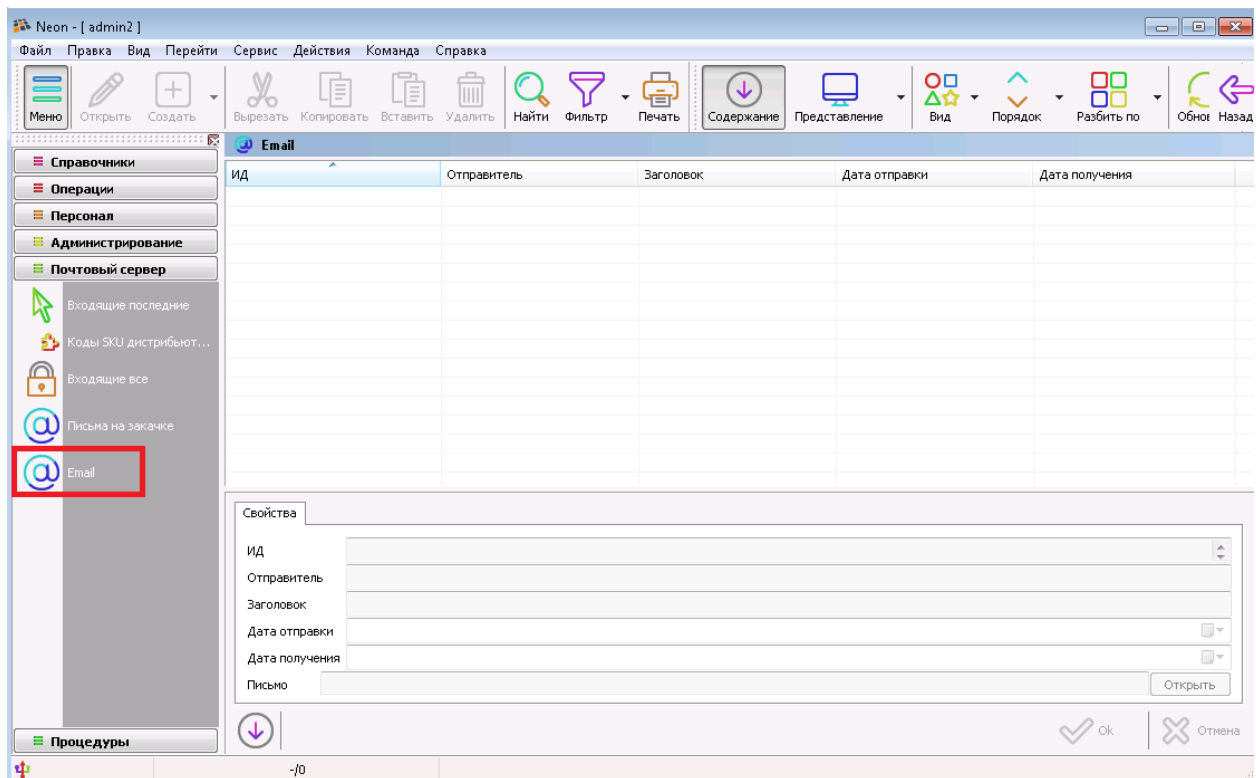 Neon - [ admin2 ]
Файл Правка Вид Перейти Сервис Действия Команда Справка
Меню Открыть Создать Вырезать Копировать Вставить Удалить Найти Фильтр Печать Содержание Представление Вид Порядок Разбить по Обнов Назад
Email
Справочники
Операции
Персонал
Администрирование
Почтовый сервер
Входящие последние
Коды SKU дистрибьют...
Входящие все
Письма на закачке
Email
Процедуры
ИД Отправитель Заголовок Дата отправки Дата получения
Свойства
ИД
Отправитель
Заголовок
Дата отправки
Дата получения
Письмо Открыть
Ok Отмена
-/0